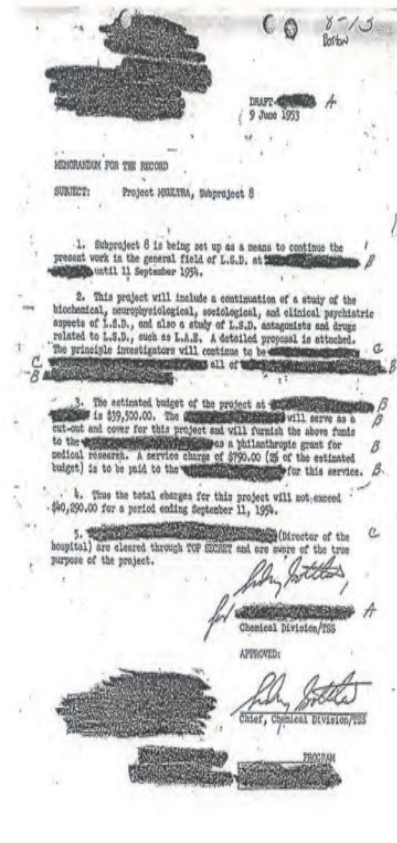 8-13
Boston
DRAFT- A
9 June 1953
MEMORANDUM FOR THE RECORD
SUBJECT: Project MKULTRA, Subproject 8
1. Subproject 8 is being set up as a means to continue the
present work in the general field of L.S.D. at B
until 11 September 1954.
2. This project will include a continuation of a study of the
biochemical, neurophysiological, sociological, and clinical psychiatric
aspects of L.S.D., and also a study of L.S.D. antagonists and drugs
related to L.S.D., such as L.A.E. A detailed proposal is attached.
The principle investigators will continue to be C
C all of B
B
3. The estimated budget of the project at B
is $39,500.00. The will serve as a B
cut-out and cover for this project and will furnish the above funds
to the as a philanthropic grant for B
medical research. A service charge of $790.00 (2% of the estimated
budget) is to be paid to the for this service. B
4. Thus the total charges for this project will not exceed
$40,290.00 for a period ending September 11, 1954.
5. (Director of the C
hospital) are cleared through TOP SECRET and are aware of the true
purpose of the project.
for A
Chemical Division/TSS
APPROVED:
Chief, Chemical Division/TSS
PROGRAM